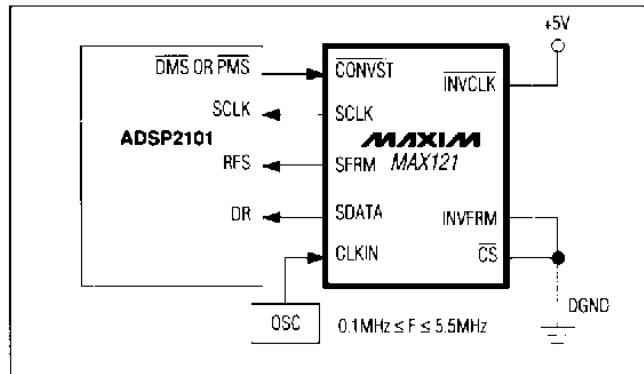 +5V
DMS OR PMS
CONVST
INVCLK
SCLK
SCLK
ADSP2101
MAXIM
MAX121
RFS
SFRM
DR
SDATA
INVFRM
CLKIN
CS
OSC
0.1MHz ≤ F ≤ 5.5MHz
DGND